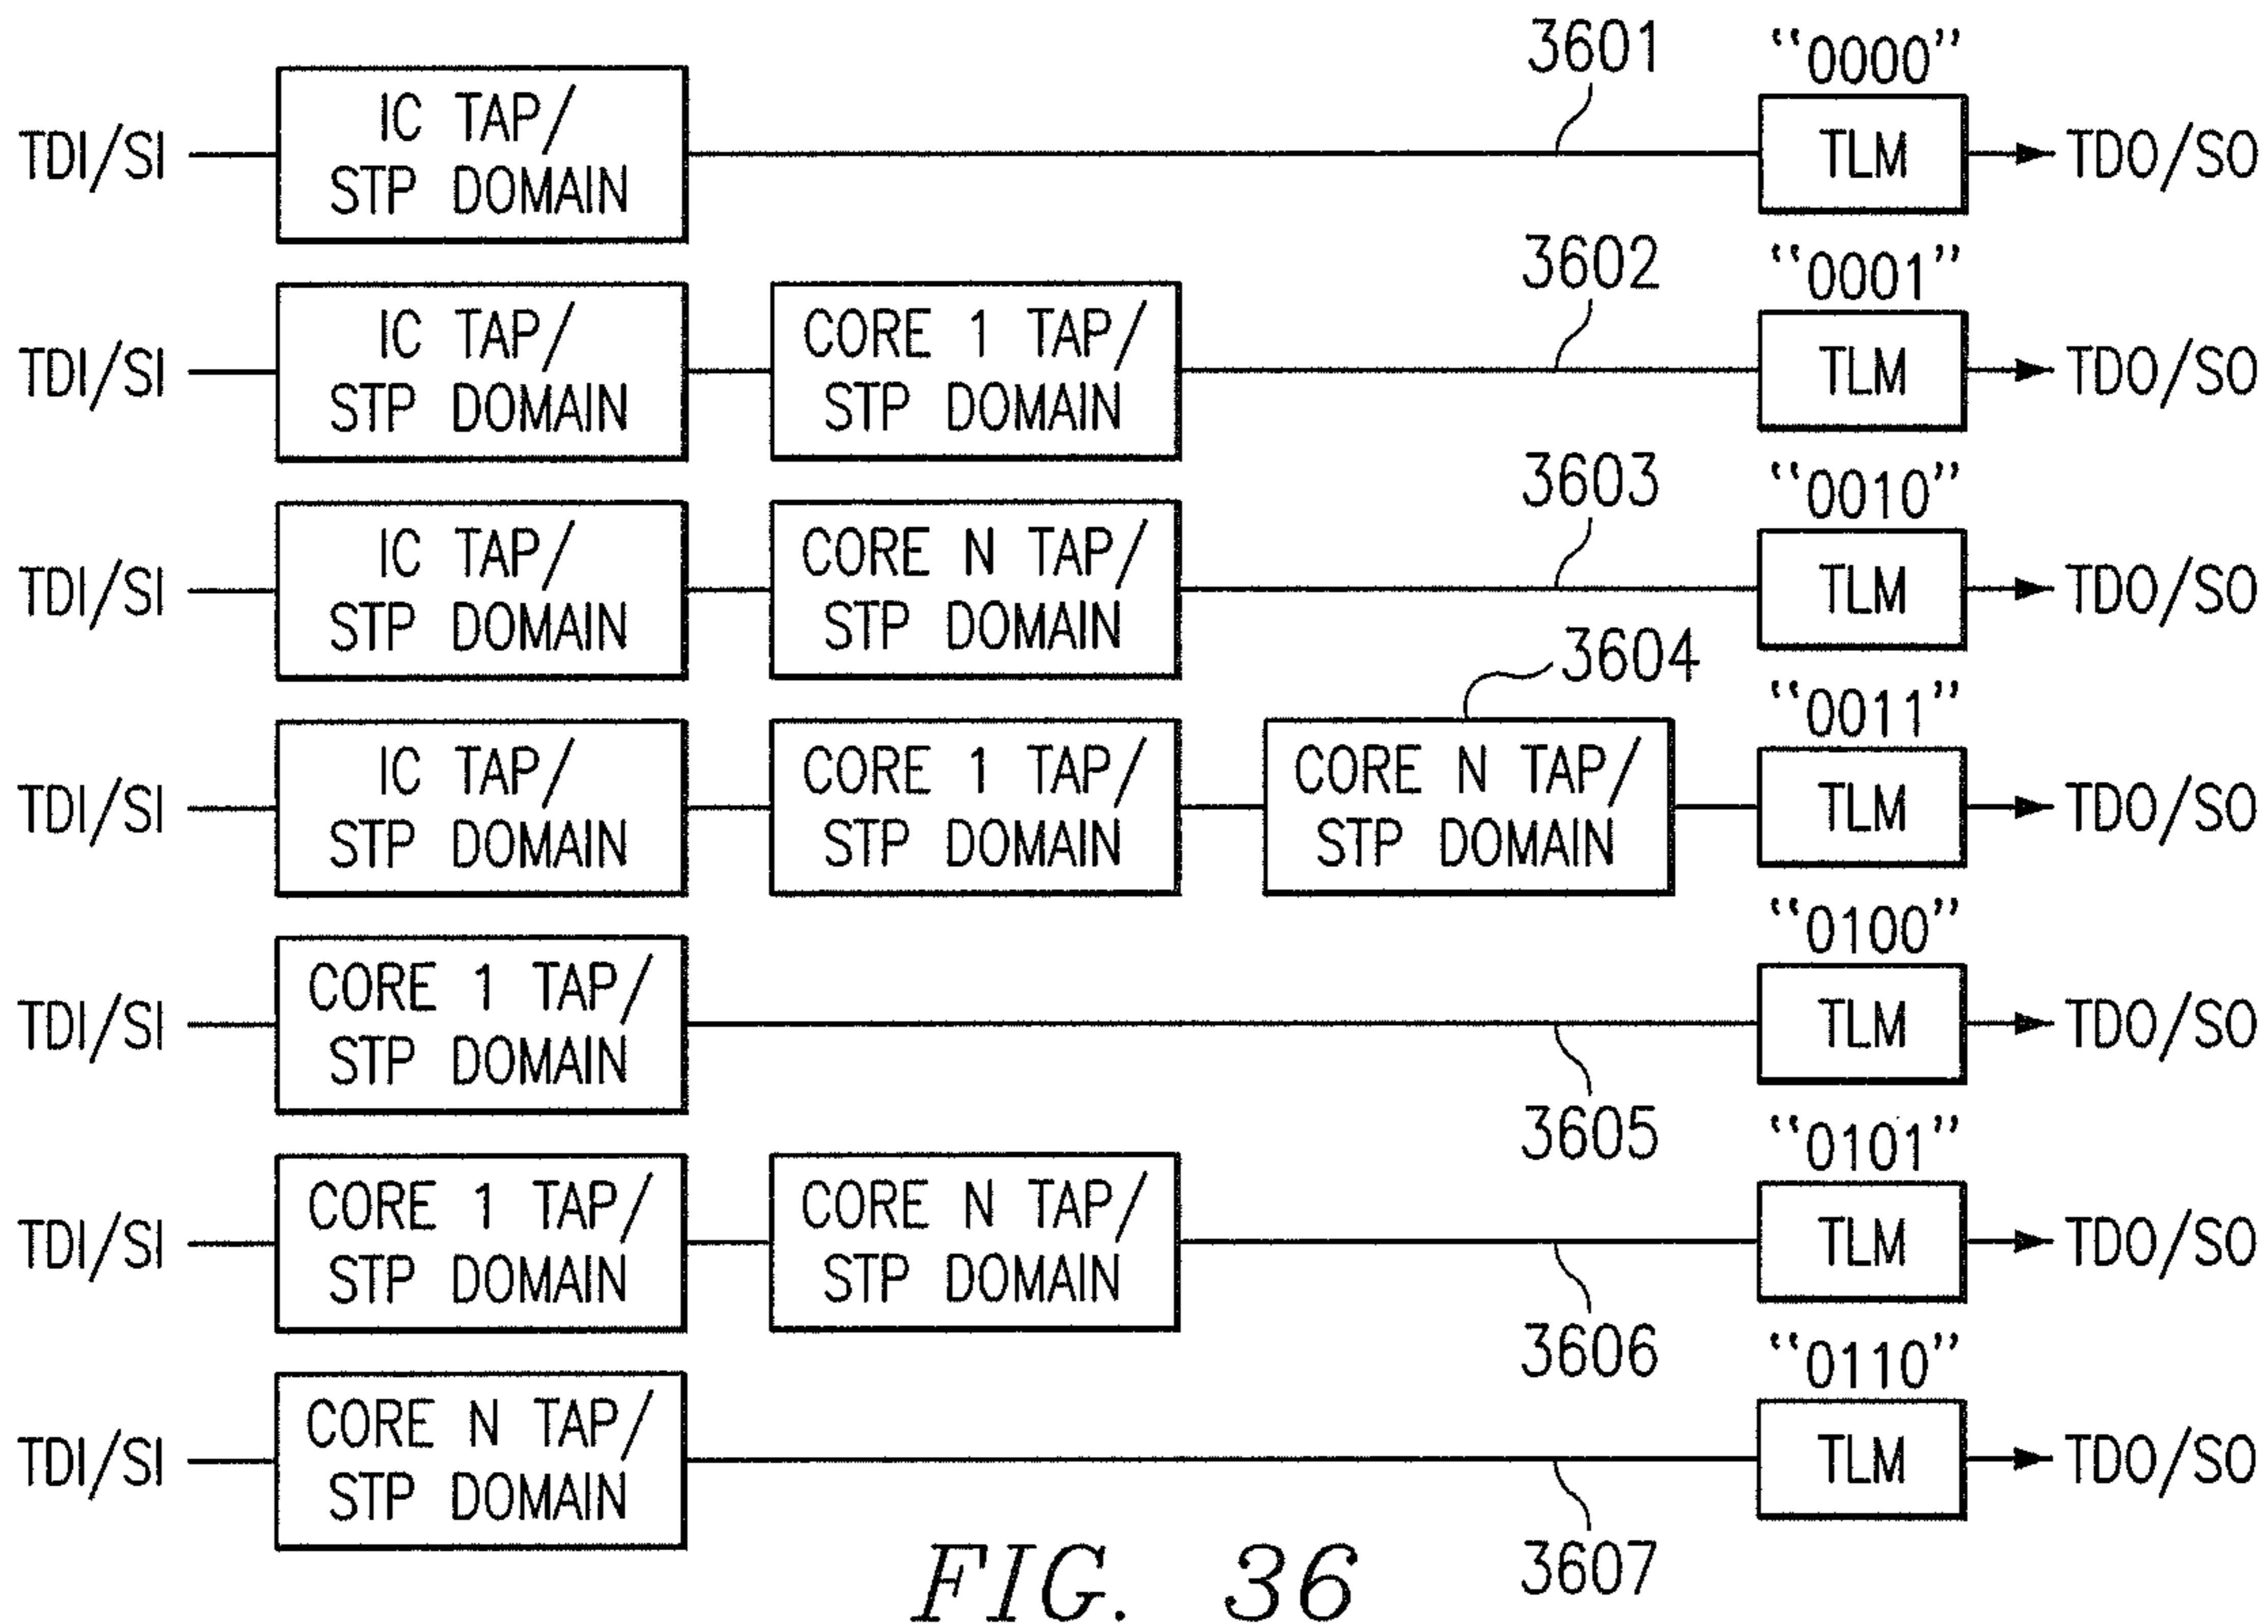 3601
“0000”
TDI/SI
IC TAP/
STP DOMAIN
TLM
TDO/SO
3602
“0001”
TDI/SI
IC TAP/
STP DOMAIN
CORE 1 TAP/
STP DOMAIN
TLM
TDO/SO
3603
“0010”
TDI/SI
IC TAP/
STP DOMAIN
CORE N TAP/
STP DOMAIN
TLM
TDO/SO
3604
“0011”
TDI/SI
IC TAP/
STP DOMAIN
CORE 1 TAP/
STP DOMAIN
CORE N TAP/
STP DOMAIN
TLM
TDO/SO
“0100”
TDI/SI
CORE 1 TAP/
STP DOMAIN
TLM
TDO/SO
3605
“0101”
TDI/SI
CORE 1 TAP/
STP DOMAIN
CORE N TAP/
STP DOMAIN
TLM
TDO/SO
3606
“0110”
TDI/SI
CORE N TAP/
STP DOMAIN
TLM
TDO/SO
3607
FIG. 36